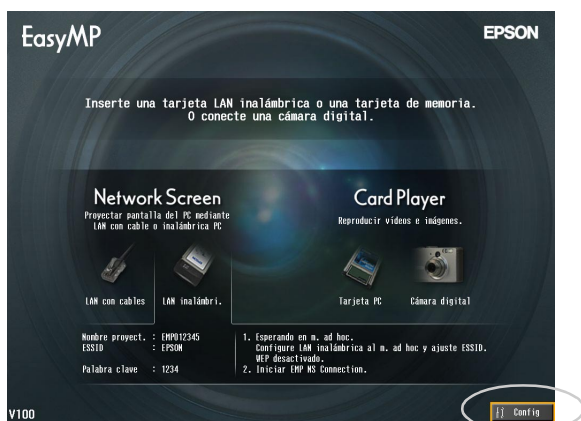 EasyMP
EPSON
Inserte una tarjeta LAN inalámbrica o una tarjeta de memoria.
O conecte una cámara digital.
Network Screen
Proyectar pantalla del PC mediante
LAN con cable o inalámbrica PC
Card Player
Reproducir vídeos e imágenes.
LAN con cables
LAN inalámbri.
Tarjeta PC
Cámara digital
Nombre proyect. : EMP012345
ESSID : EPSON
Palabra clave : 1234
1. Esperando en m. ad hoc.
Configure LAN inalámbrica al m. ad hoc y ajuste ESSID.
WEP desactivado.
2. Iniciar EMP NS Connection.
V100
Config